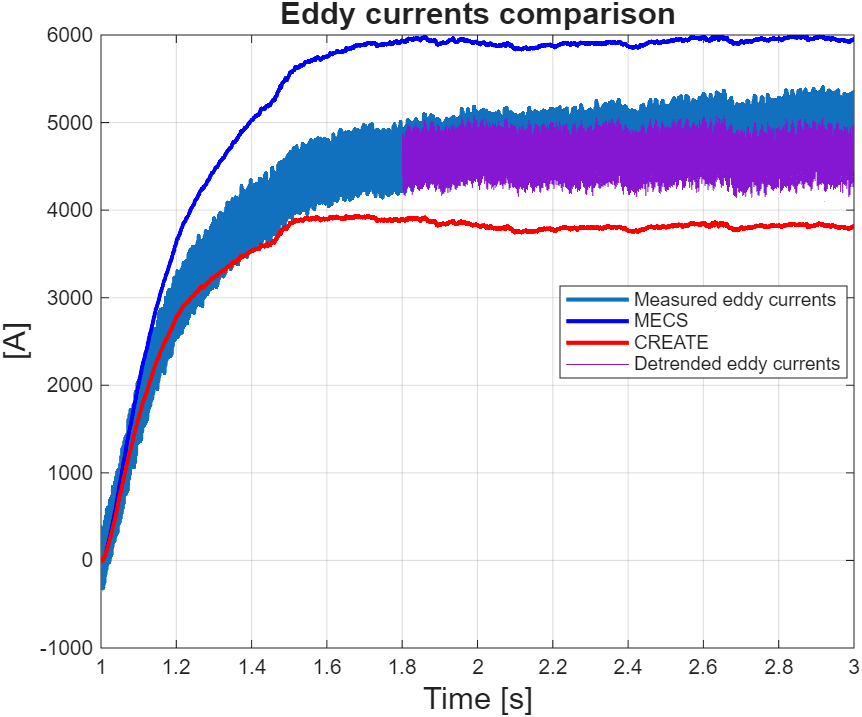 Eddy currents comparison
6000
5000
4000
3000
2000
1000
0
-1000
[A]
Measured eddy currents
MECS
CREATE
Detrended eddy currents
1 1.2 1.4 1.6 1.8 2 2.2 2.4 2.6 2.8 3
Time [s]